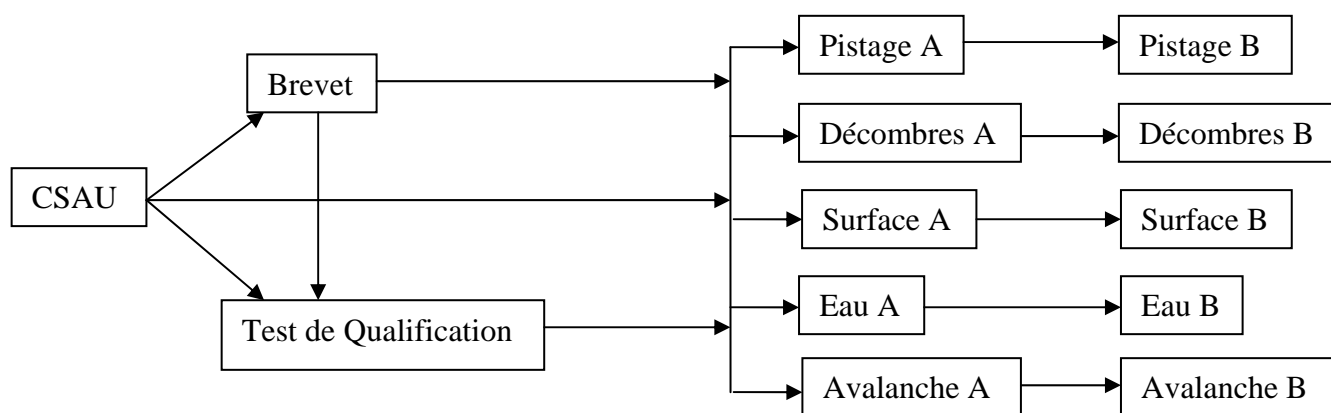 Pistage A
Pistage B
Brevet
Décombres A
Décombres B
CSAU
Surface A
Surface B
Eau A
Eau B
Test de Qualification
Avalanche A
Avalanche B